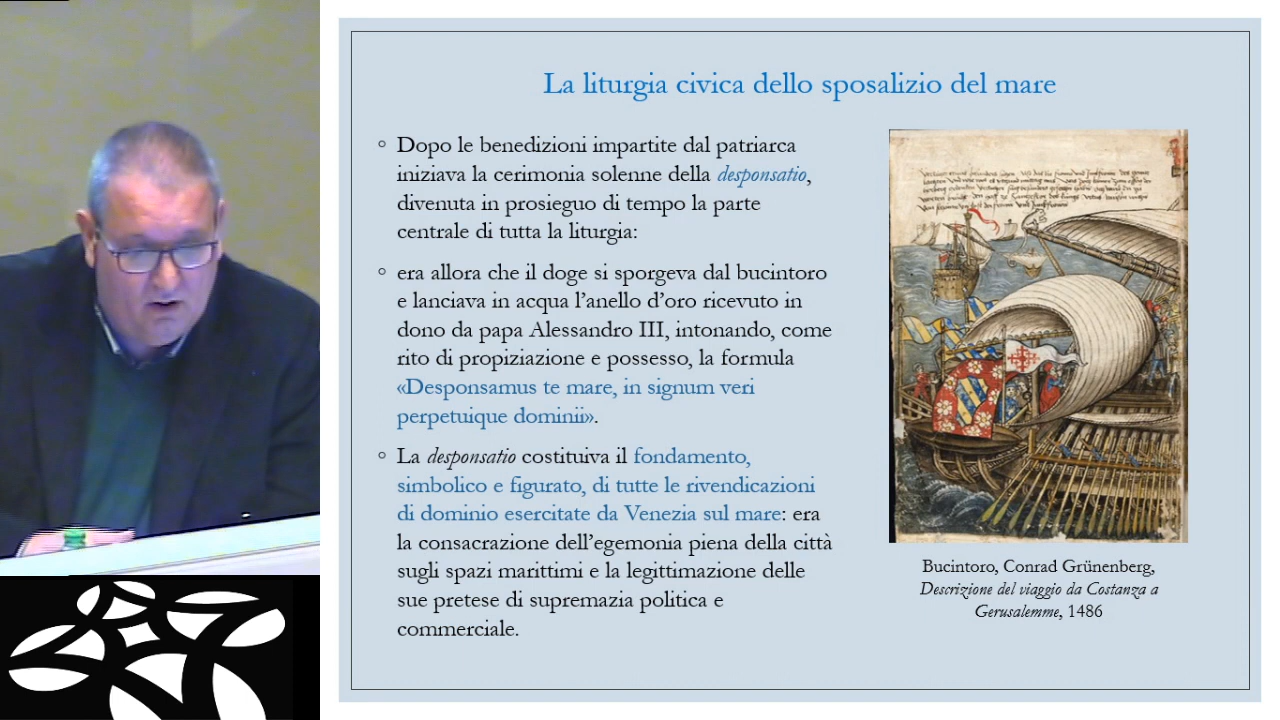 La liturgia civica dello sposalizio del mare
◦ Dopo le benedizioni impartite dal patriarca
iniziava la cerimonia solenne della desponsatio,
divenuta in prosieguo di tempo la parte
centrale di tutta la liturgia:
◦ era allora che il doge si sporgeva dal bucintoro
e lanciava in acqua l’anello d’oro ricevuto in
dono da papa Alessandro III, intonando, come
rito di propiziazione e possesso, la formula
«Desponsamus te mare, in signum veri
perpetuique dominii».
◦ La desponsatio costituiva il fondamento,
simbolico e figurato, di tutte le rivendicazioni
di dominio esercitate da Venezia sul mare: era
la consacrazione dell’egemonia piena della città
sugli spazi marittimi e la legittimazione delle
sue pretese di supremazia politica e
commerciale.
Bucintoro, Conrad Grünenberg,
Descrizione del viaggio da Costanza a
Gerusalemme, 1486